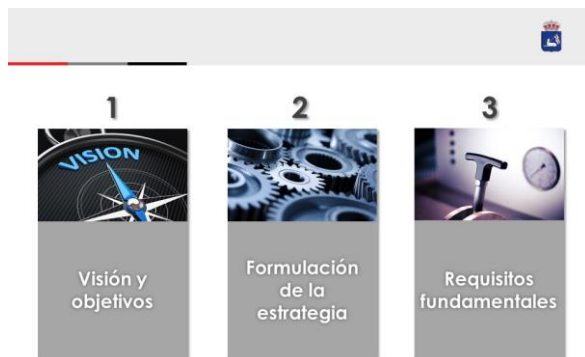 1
2
3
VISION
Visión y
objetivos
Formulación
de la
estrategia
Requisitos
fundamentales